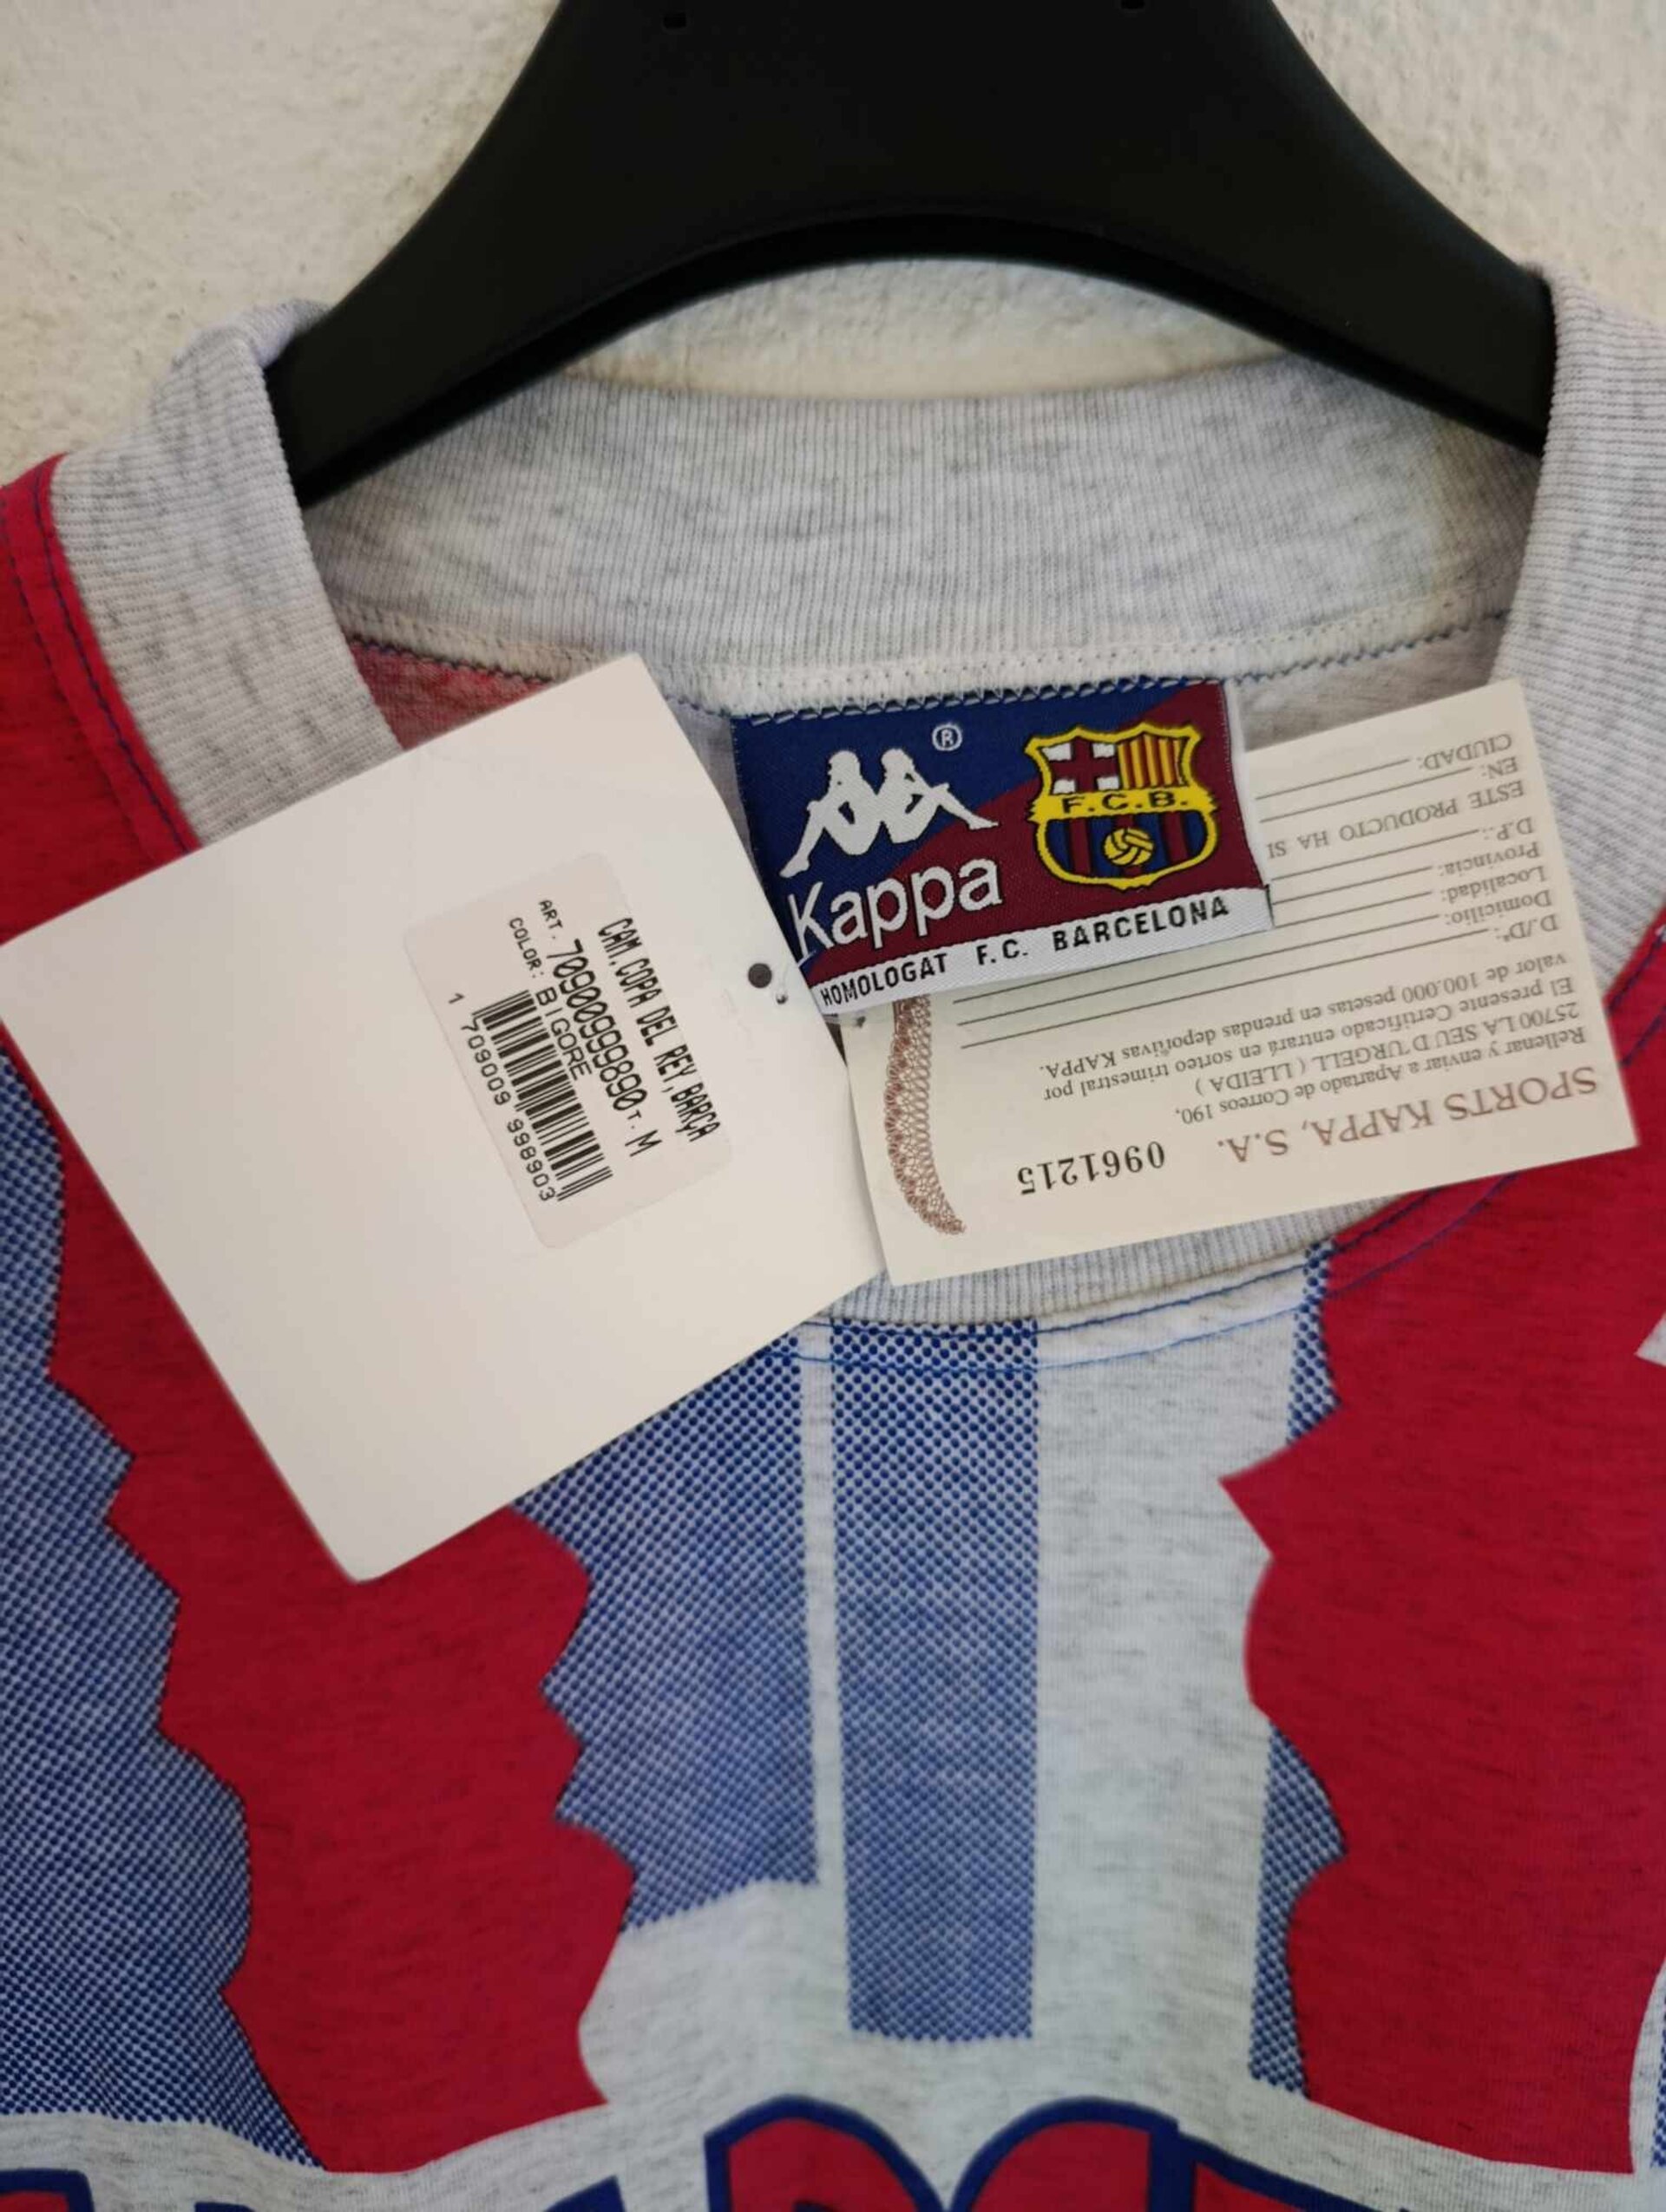 ®
F.C.B.
Kappa
HOMOLOGAT F.C. BARCELONA
CAM.COPA DEL REY,BARÇA
ART. 7090099989890 T. M
COLOR: BIGORE
1 709009 998903
SPORTS KAPPA, S.A. 0961215
Rellenar y enviar a Apartado de Correos 190,
25700 LA SEU D'URGELL ( LLEIDA )
El presente Certificado entrará en sorteo trimestral por
valor de 100.000 pesetas en prendas deportivas KAPPA.
D./Dª:
Domicilio:
Localidad:
Provincia:
D.P.:
ESTE PRODUCTO HA SI
EN:
CIUDAD: